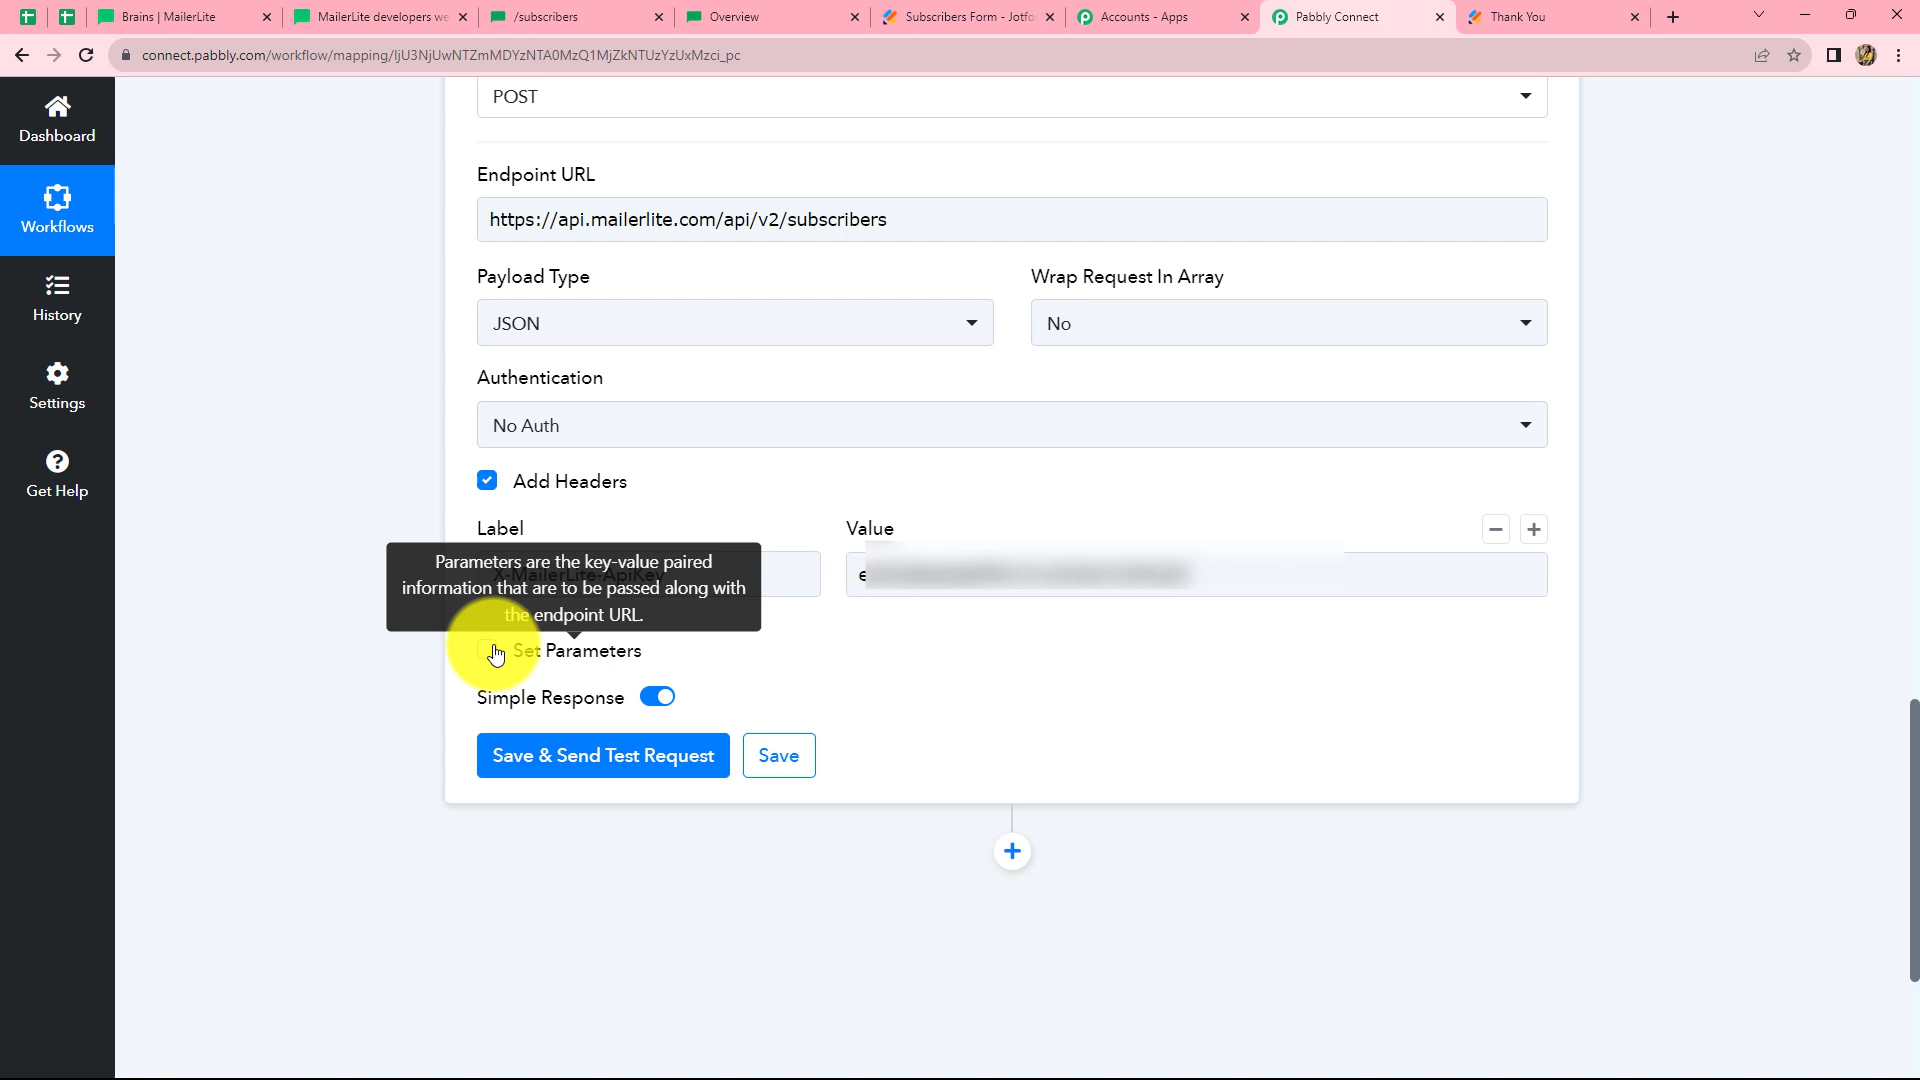 Brains | MailerLite
MailerLite developers we
/subscribers
Overview
Subscribers Form - Jotfo
Accounts - Apps
Pabbly Connect
Thank You
connect.pabbly.com/workflow/mapping/IjU3NjUwNTZmMDYzNTA0MzQ1MjZkNTUzYzUxMzci_pc
Dashboard
Workflows
History
Settings
Get Help
POST
Endpoint URL
https://api.mailerlite.com/api/v2/subscribers
Payload Type
Wrap Request In Array
JSON
No
Authentication
No Auth
Add Headers
Label
Value
X-MailerLite-ApiKey
Parameters are the key-value paired
information that are to be passed along with
the endpoint URL.
Set Parameters
Simple Response
Save & Send Test Request
Save